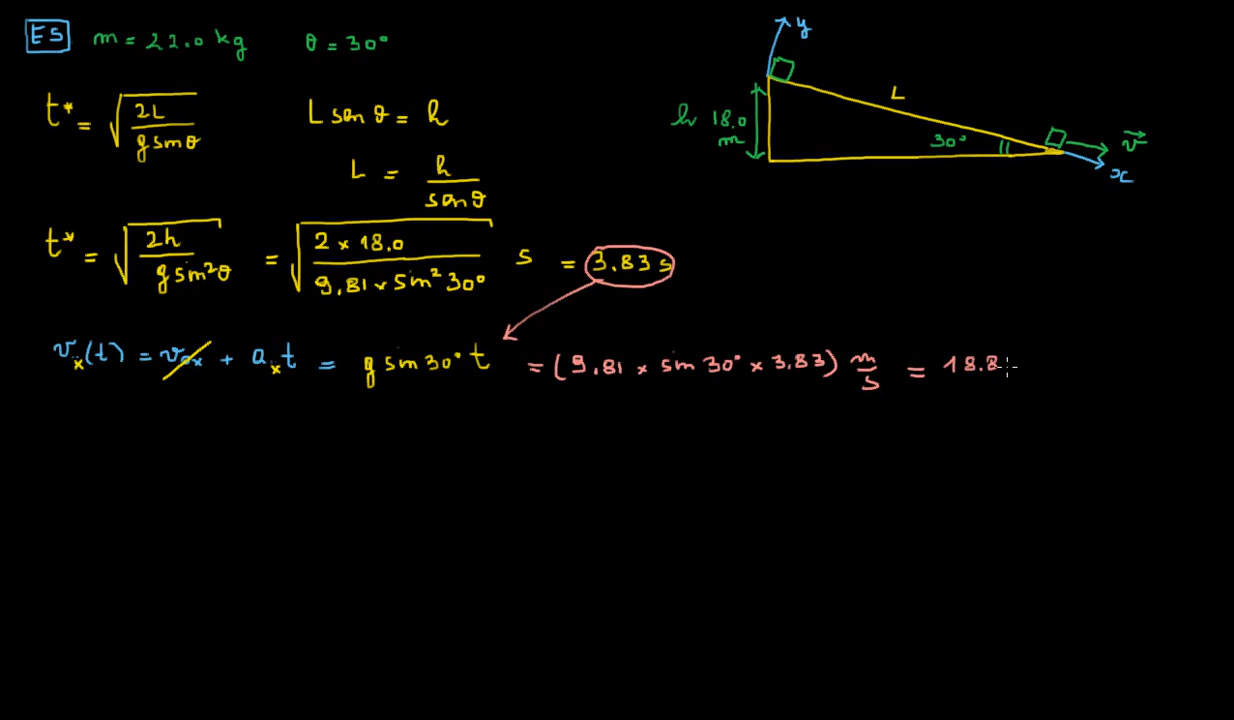 ES m = 22.0 kg θ = 30°
t* = √(2L / g sin θ) L sen θ = h
L = h / sen θ
t* = √(2h / g sin²θ) = √(2 × 18.0 / 9.81 × sin² 30°) s = 3.83 s
vₓ(t) = v₀ₓ + aₓt = g sin 30° t = (9.81 × sin 30° × 3.83) m/s = 18.8
y
L
h 18.0 m
30°
v⃗
x